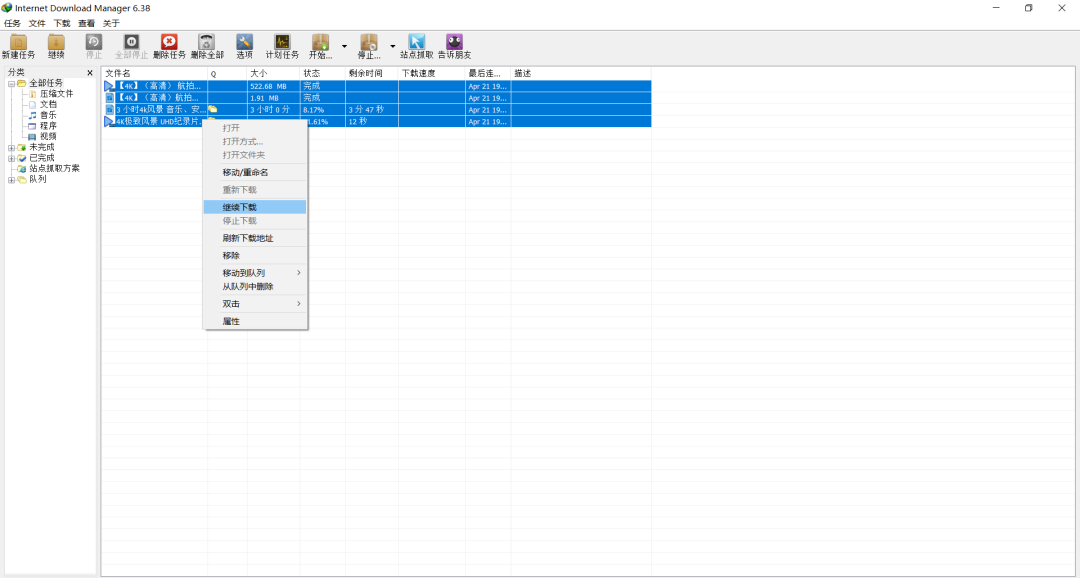 Internet Download Manager 6.38
任务 文件 下载 查看 关于
新建任务 继续 停止 全部停止 删除任务 删除全部 选项 计划任务 开始... 停止... 站点抓取 告诉朋友
分类 x
文件名 Q 大小 状态 剩余时间 下载速度 最后连... 描述
全部任务
压缩文件
文档
音乐
程序
视频
未完成
已完成
站点抓取方案
队列
【4K】（高清）航拍... 522.68 MB 完成 Apr 21 19...
【4K】（高清）航拍... 1.91 MB 完成 Apr 21 19...
3 小时4k风景 音乐、安... 3 小时 0 分 8.17% 3 分 47 秒 Apr 21 19...
4K极致风景 UHD纪录片... 1.61% 12 秒 Apr 21 19...
打开
打开方式...
打开文件夹
移动/重命名
重新下载
继续下载
停止下载
刷新下载地址
移除
移动到队列
从队列中删除
双击
属性